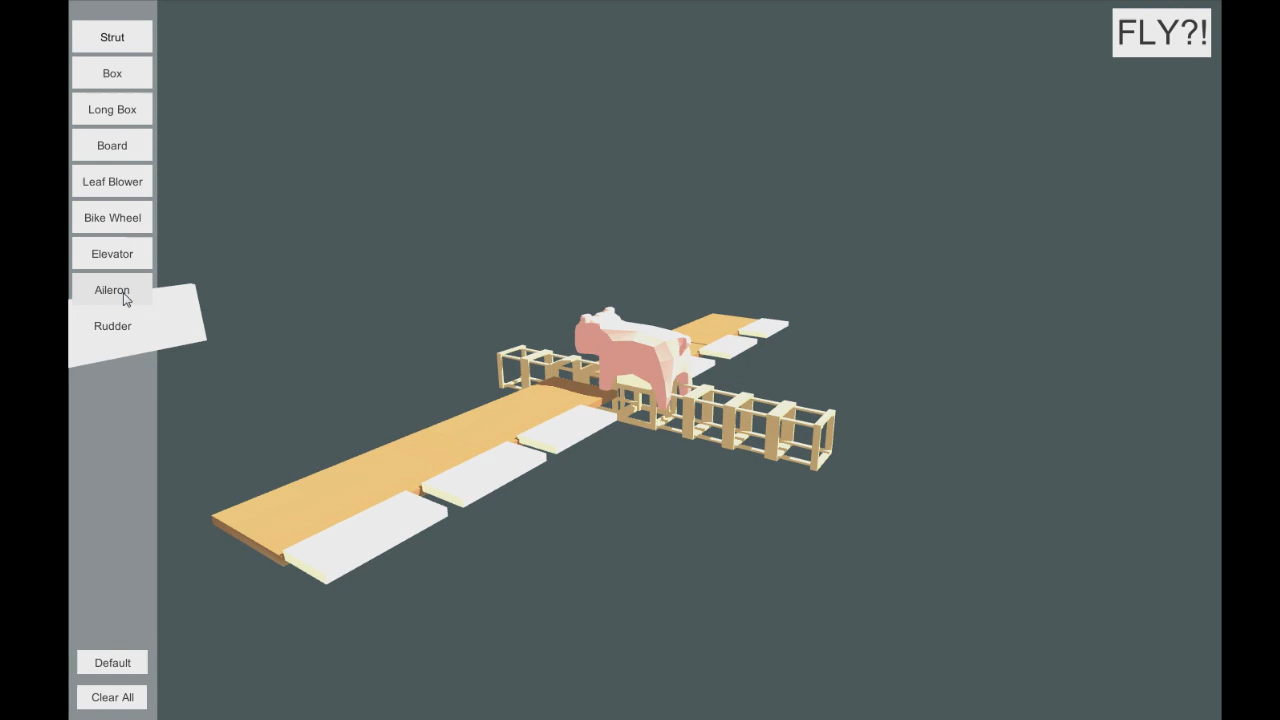 Strut
FLY?!
Box
Long Box
Board
Leaf Blower
Bike Wheel
Elevator
Aileron
Rudder
Default
Clear All